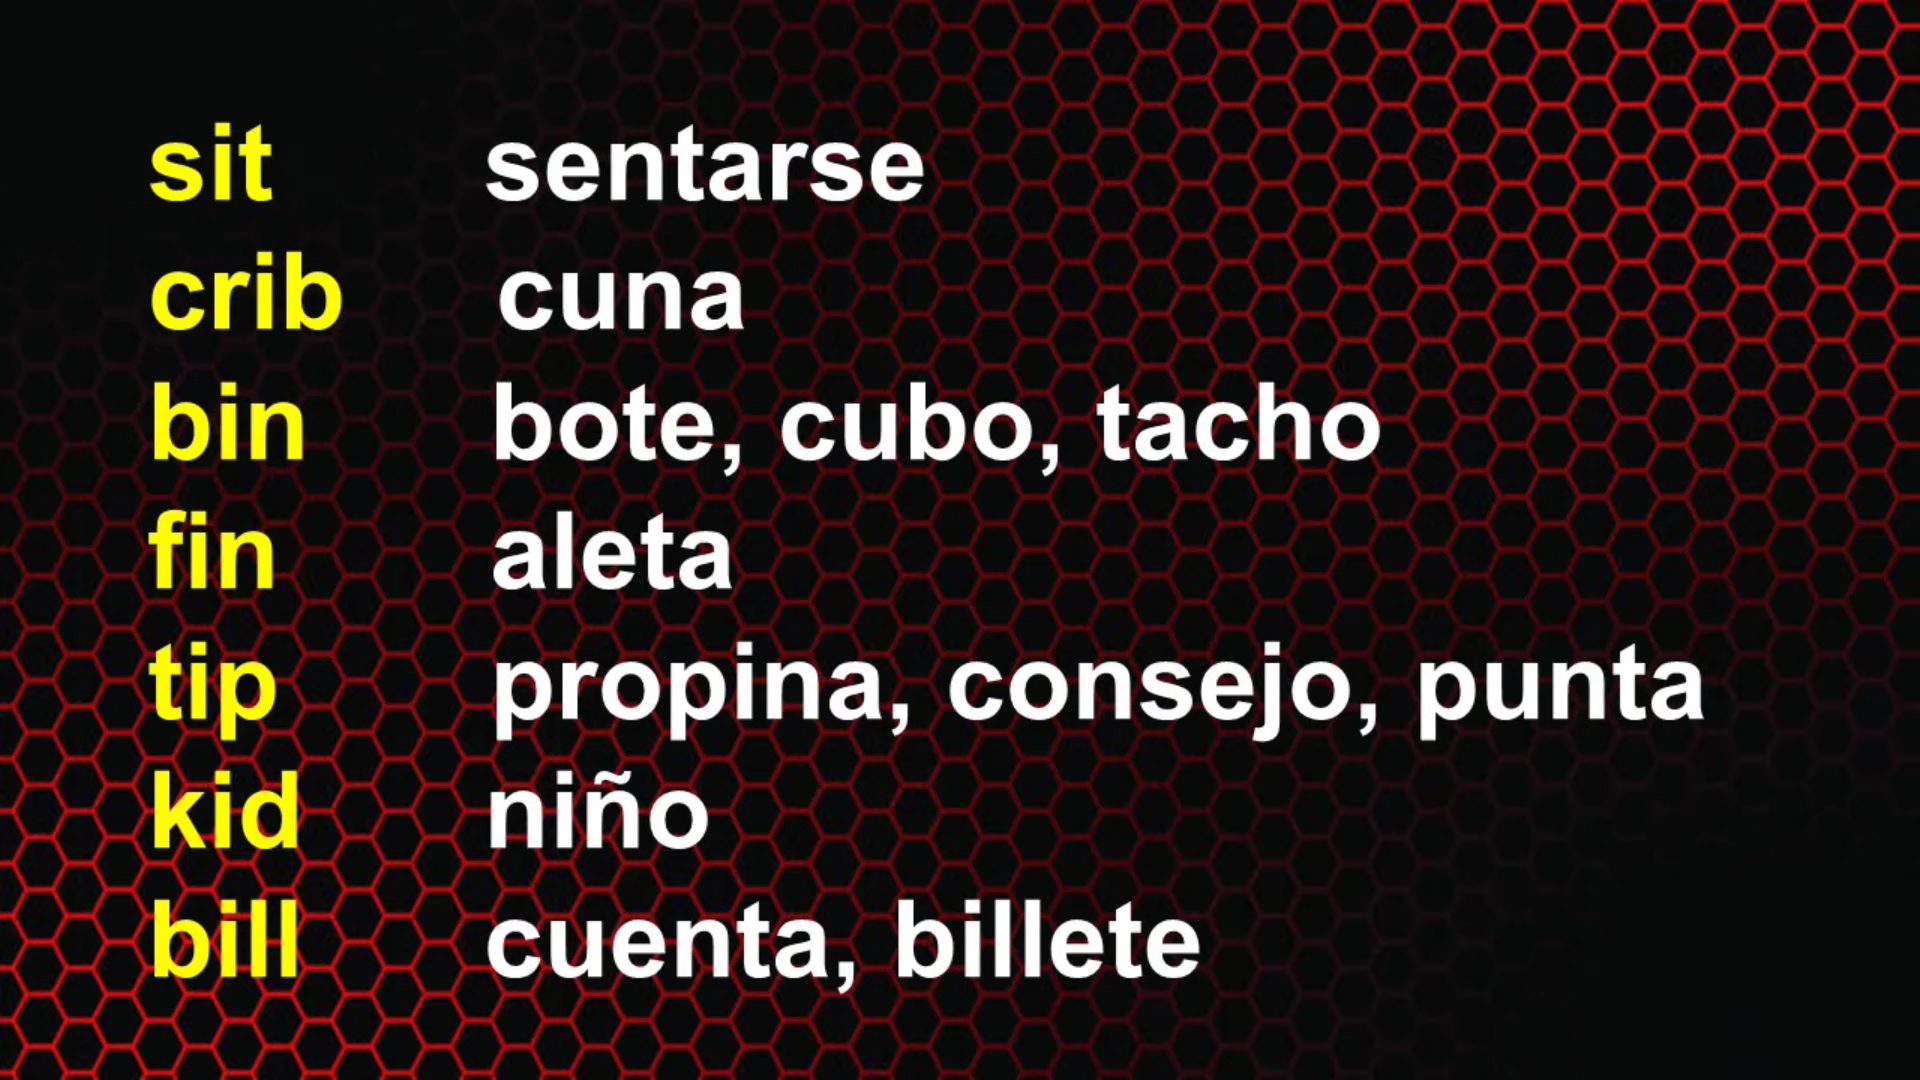 sit sentarse
crib cuna
bin bote, cubo, tacho
fin aleta
tip propina, consejo, punta
kid niño
bill cuenta, billete